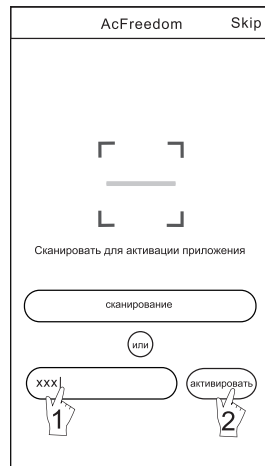 AcFreedom Skip
Сканировать для активации приложения
сканирование
или
xxx активировать
1 2